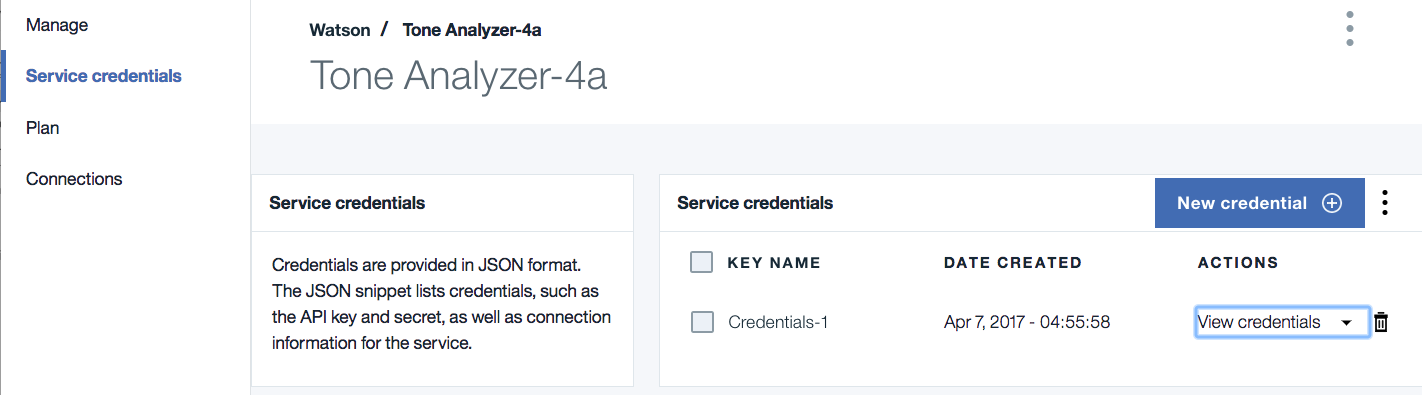 Manage
Service credentials
Plan
Connections
Watson / Tone Analyzer-4a
Tone Analyzer-4a
Service credentials
Credentials are provided in JSON format.
The JSON snippet lists credentials, such as
the API key and secret, as well as connection
information for the service.
Service credentials
New credential
KEY NAME DATE CREATED ACTIONS
Credentials-1 Apr 7, 2017 - 04:55:58 View credentials